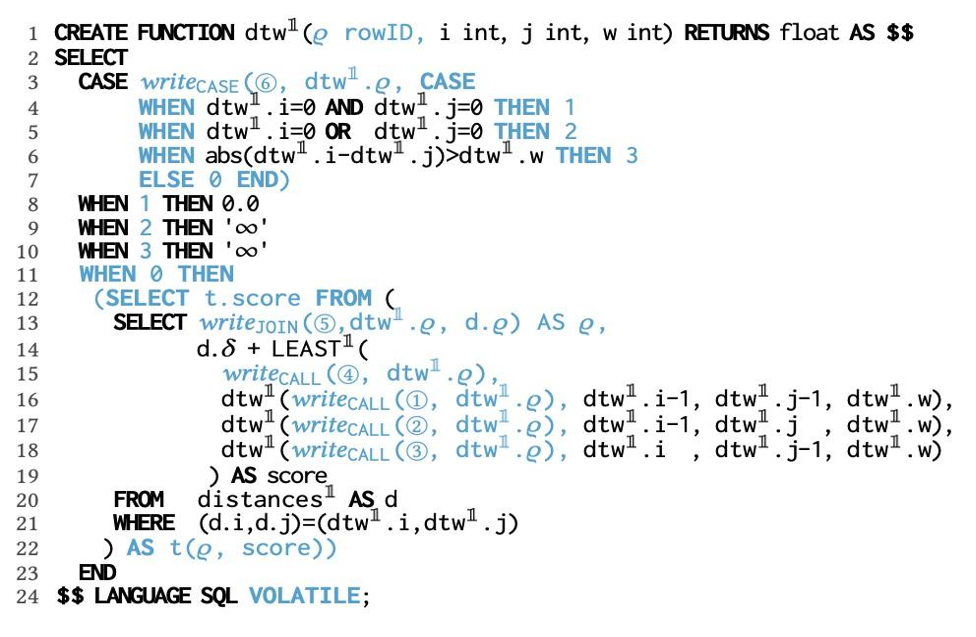 1 CREATE FUNCTION dtw𝟙(ϱ rowID, i int, j int, w int) RETURNS float AS $$
2 SELECT
3 CASE writeCASE(⑥, dtw𝟙.ϱ, CASE
4 WHEN dtw𝟙.i=0 AND dtw𝟙.j=0 THEN 1
5 WHEN dtw𝟙.i=0 OR dtw𝟙.j=0 THEN 2
6 WHEN abs(dtw𝟙.i-dtw𝟙.j)>dtw𝟙.w THEN 3
7 ELSE 0 END)
8 WHEN 1 THEN 0.0
9 WHEN 2 THEN '∞'
10 WHEN 3 THEN '∞'
11 WHEN 0 THEN
12 (SELECT t.score FROM (
13 SELECT writeJOIN(⑤,dtw𝟙.ϱ, d.ϱ) AS ϱ,
14 d.δ + LEAST𝟙(
15 writeCALL(④, dtw𝟙.ϱ),
16 dtw𝟙(writeCALL(①, dtw𝟙.ϱ), dtw𝟙.i-1, dtw𝟙.j-1, dtw𝟙.w),
17 dtw𝟙(writeCALL(②, dtw𝟙.ϱ), dtw𝟙.i-1, dtw𝟙.j , dtw𝟙.w),
18 dtw𝟙(writeCALL(③, dtw𝟙.ϱ), dtw𝟙.i , dtw𝟙.j-1, dtw𝟙.w)
19 ) AS score
20 FROM distances𝟙 AS d
21 WHERE (d.i,d.j)=(dtw𝟙.i,dtw𝟙.j)
22 ) AS t(ϱ, score))
23 END
24 $$ LANGUAGE SQL VOLATILE;